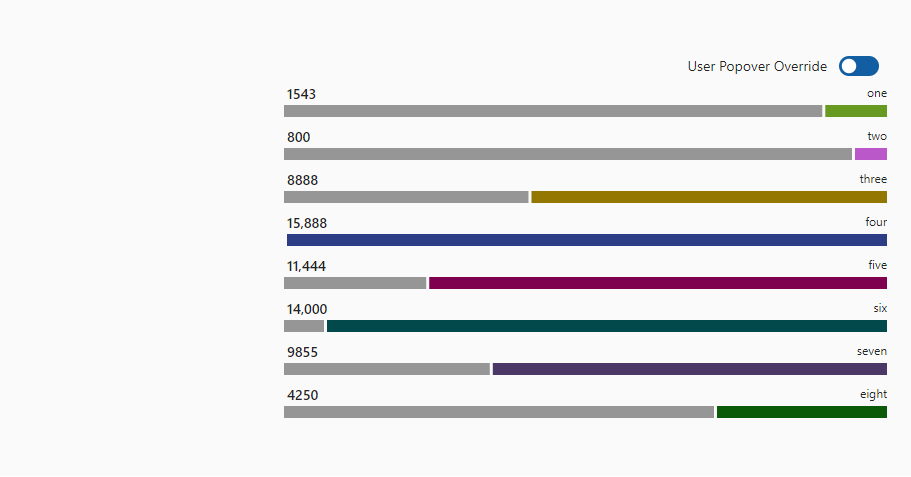 User Popover Override
1543 one
800 two
8888 three
15,888 four
11,444 five
14,000 six
9855 seven
4250 eight